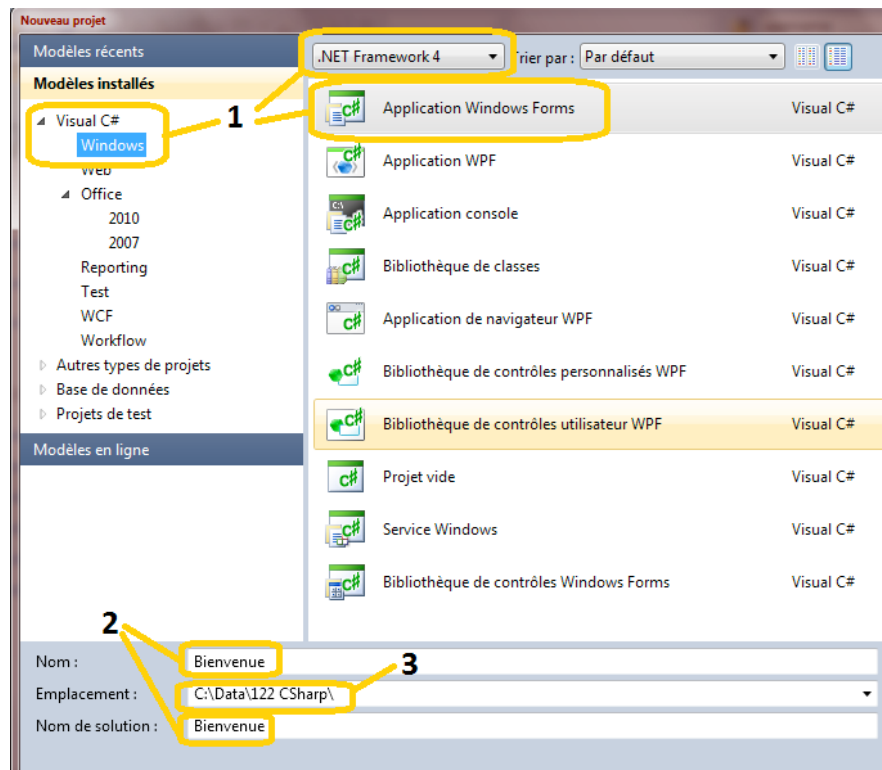 Nouveau projet
Modèles récents
.NET Framework 4 Trier par : Par défaut
Modèles installés
Visual C#
Windows
Web
Office
2010
2007
Reporting
Test
WCF
Workflow
Autres types de projets
Base de données
Projets de test
Modèles en ligne
1
Application Windows Forms Visual C#
Application WPF Visual C#
Application console Visual C#
Bibliothèque de classes Visual C#
Application de navigateur WPF Visual C#
Bibliothèque de contrôles personnalisés WPF Visual C#
Bibliothèque de contrôles utilisateur WPF Visual C#
Projet vide Visual C#
Service Windows Visual C#
Bibliothèque de contrôles Windows Forms Visual C#
2
Nom : Bienvenue
3
Emplacement : C:\Data\122 CSharp\
Nom de solution : Bienvenue